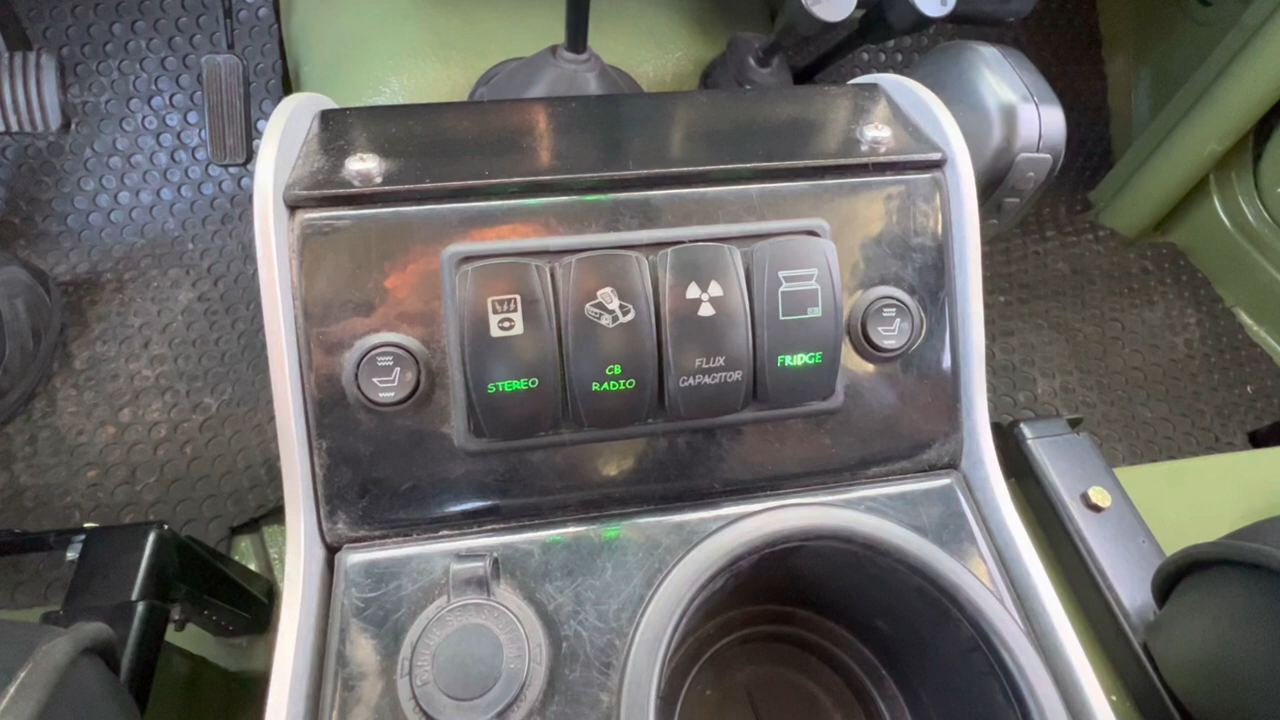 STEREO
CB
RADIO
FLUX
CAPACITOR
FRIDGE